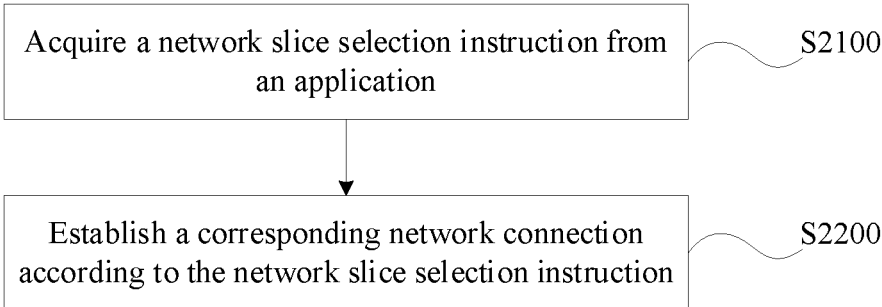 Acquire a network slice selection instruction from
an application
S2100
Establish a corresponding network connection
according to the network slice selection instruction
S2200